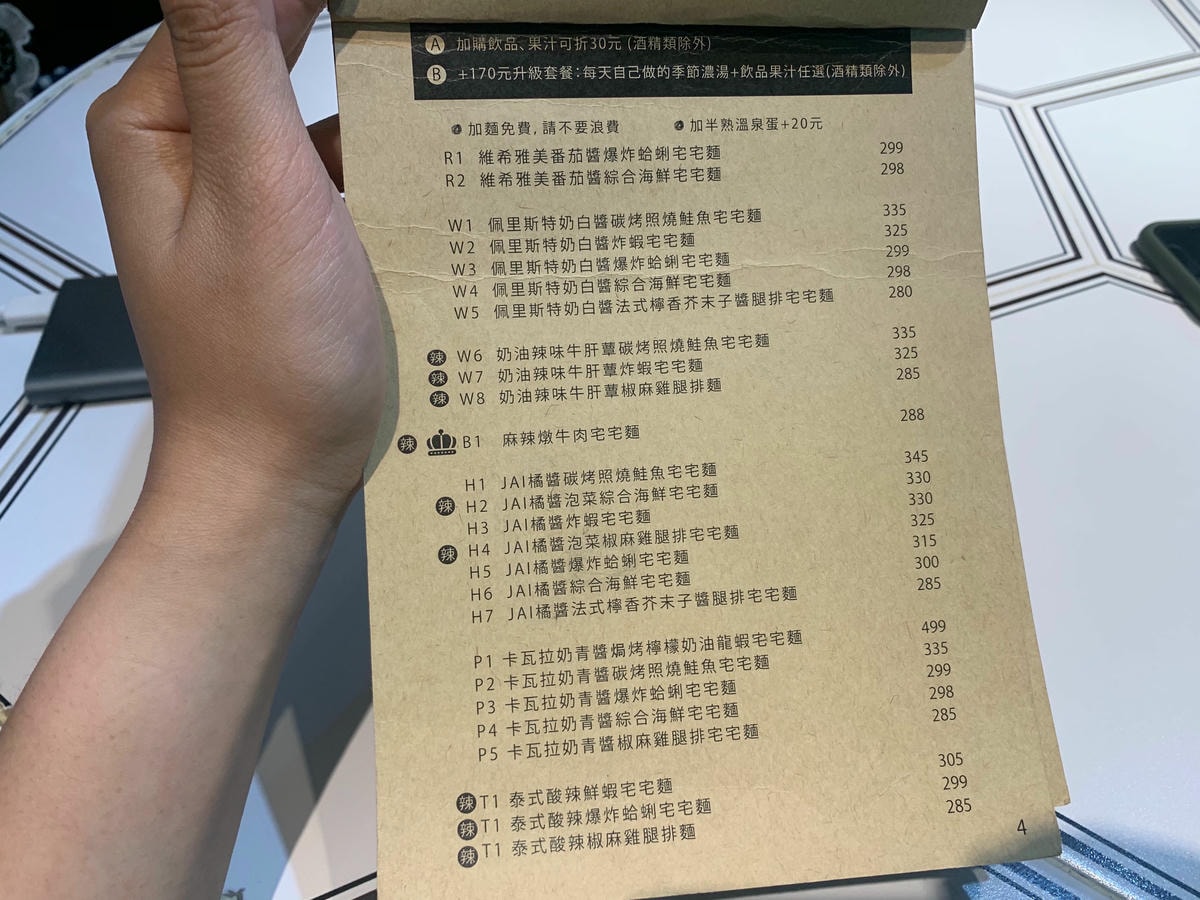 A 加購飲品、果汁可折30元 (酒精類除外)
B +170元升級套餐：每天自己做的季節濃湯+飲品果汁任選(酒精類除外)
加麵免費, 請不要浪費 加半熟溫泉蛋+20元
R1 維希雅美番茄醬爆炸蛤蜊宅宅麵 299
R2 維希雅美番茄醬綜合海鮮宅宅麵 298
W1 佩里斯特奶白醬碳烤照燒鮭魚宅宅麵 335
W2 佩里斯特奶白醬炸蝦宅宅麵 325
W3 佩里斯特奶白醬爆炸蛤蜊宅宅麵 299
W4 佩里斯特奶白醬綜合海鮮宅宅麵 298
W5 佩里斯特奶白醬法式檸香芥末子醬腿排宅宅麵 280
辣 W6 奶油辣味牛肝蕈碳烤照燒鮭魚宅宅麵 335
辣 W7 奶油辣味牛肝蕈炸蝦宅宅麵 325
辣 W8 奶油辣味牛肝蕈椒麻雞腿排麵 285
辣 B1 麻辣燉牛肉宅宅麵 288
H1 JAI橘醬碳烤照燒鮭魚宅宅麵 345
辣 H2 JAI橘醬泡菜綜合海鮮宅宅麵 330
H3 JAI橘醬炸蝦宅宅麵 330
辣 H4 JAI橘醬泡菜椒麻雞腿排宅宅麵 325
H5 JAI橘醬爆炸蛤蜊宅宅麵 315
H6 JAI橘醬綜合海鮮宅宅麵 300
H7 JAI橘醬法式檸香芥末子醬腿排宅宅麵 285
P1 卡瓦拉奶青醬焗烤檸檬奶油龍蝦宅宅麵 499
P2 卡瓦拉奶青醬碳烤照燒鮭魚宅宅麵 335
P3 卡瓦拉奶青醬爆炸蛤蜊宅宅麵 299
P4 卡瓦拉奶青醬綜合海鮮宅宅麵 298
P5 卡瓦拉奶青醬椒麻雞腿排宅宅麵 285
辣 T1 泰式酸辣鮮蝦宅宅麵 305
辣 T1 泰式酸辣爆炸蛤蜊宅宅麵 299
辣 T1 泰式酸辣椒麻雞腿排麵 285
4